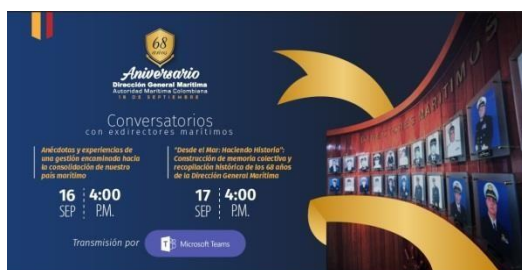 68
Aniversario
Dirección General Marítima
Autoridad Marítima Colombiana
18 DE SEPTIEMBRE
Conversatorios
con exdirectores marítimos
Anécdotas y experiencias de
una gestión encaminada hacia
la consolidación de nuestro
país marítimo
16 SEP 4:00 P.M.
"Desde el Mar: Haciendo Historia":
Construcción de memoria colectiva y
recopilación histórica de los 68 años
de la Dirección General Marítima
17 SEP 4:00 P.M.
Transmisión por
Microsoft Teams
MARÍTIMOS